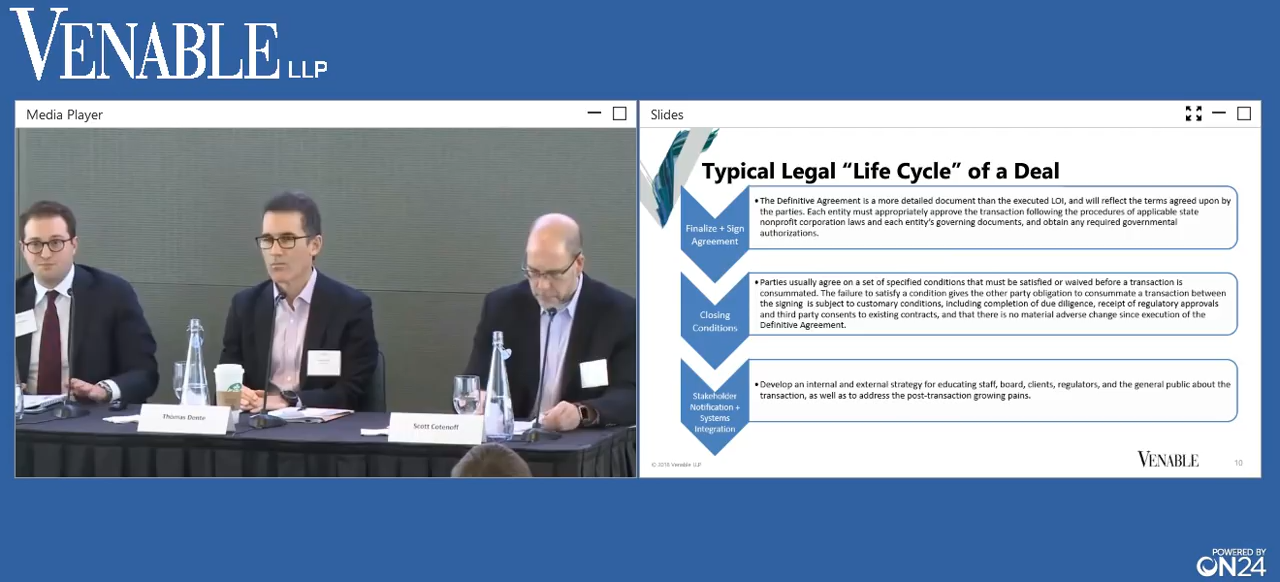 VENABLE LLP
Media Player
Slides
Typical Legal “Life Cycle” of a Deal
Finalize + Sign
Agreement
• The Definitive Agreement is a more detailed document than the executed LOI, and will reflect the terms agreed upon by
the parties. Each entity must appropriately approve the transaction following the procedures of applicable state
nonprofit corporation laws and each entity’s governing documents, and obtain any required governmental
authorizations.
Closing
Conditions
• Parties usually agree on a set of specified conditions that must be satisfied or waived before a transaction is
consummated. The failure to satisfy a condition gives the other party obligation to consummate a transaction between
the signing is subject to customary conditions, including completion of due diligence, receipt of regulatory approvals
and third party consents to existing contracts, and that there is no material adverse change since execution of the
Definitive Agreement.
Stakeholder
Notification +
Systems
Integration
• Develop an internal and external strategy for educating staff, board, clients, regulators, and the general public about the
transaction, as well as to address the post-transaction growing pains.
Thomas Dente
Scott Cotenoff
© 2018 Venable LLP
VENABLE
10
POWERED BY
ON24